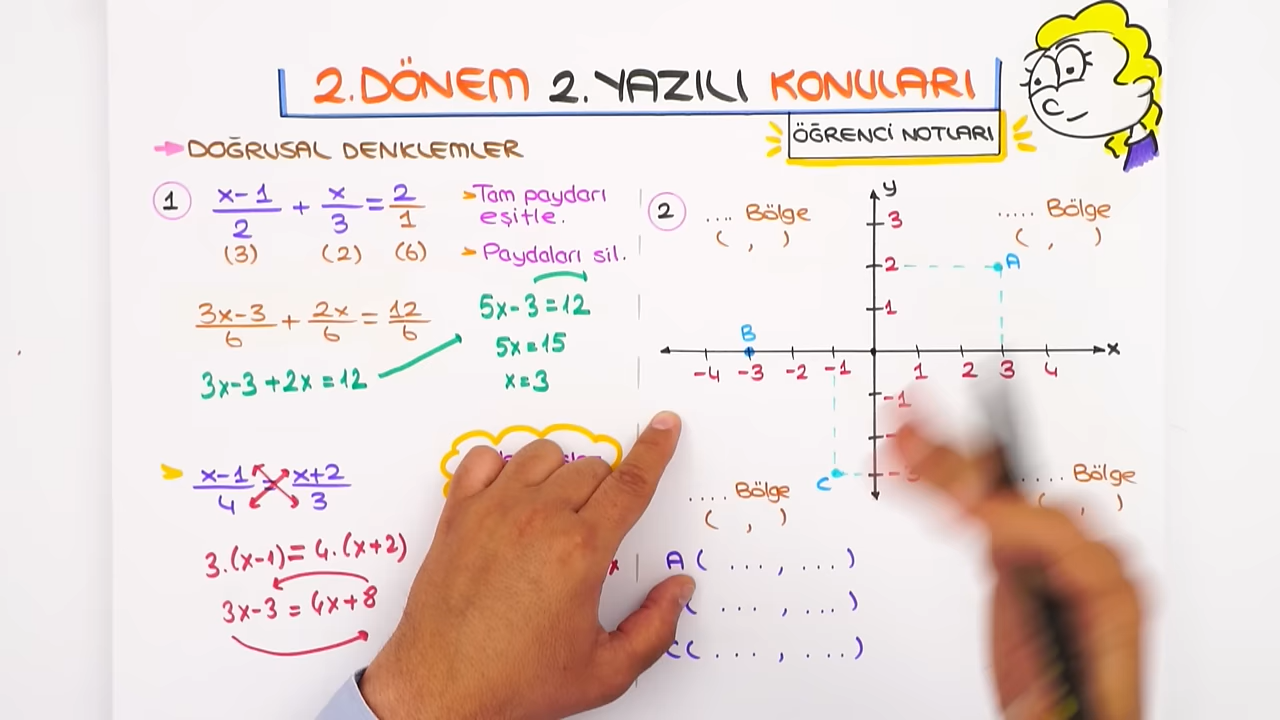 2.DÖNEM 2.YAZILI KONULARI
ÖĞRENCİ NOTLARI
DOĞRUSAL DENKLEMLER
1
x-1/2 + x/3 = 2/1
(3) (2) (6)
➤Tam paydarı
eşitle.
➤ Paydaları sil.
3x-3/6 + 2x/6 = 12/6
3x-3+2x=12
5x-3=12
5x=15
x=3
x-1/4 = x+2/3
3.(x-1)=4.(x+2)
3x-3=4x+8
x
2
.... Bölge
( , )
..... Bölge
( , )
y
3
2
A
1
B
x
-4 -3 -2 -1 1 2 3 4
-1
C
..... Bölge
( , )
.... Bölge
( , )
A( ... , ... )
( ... , ... )
C( ... , ... )